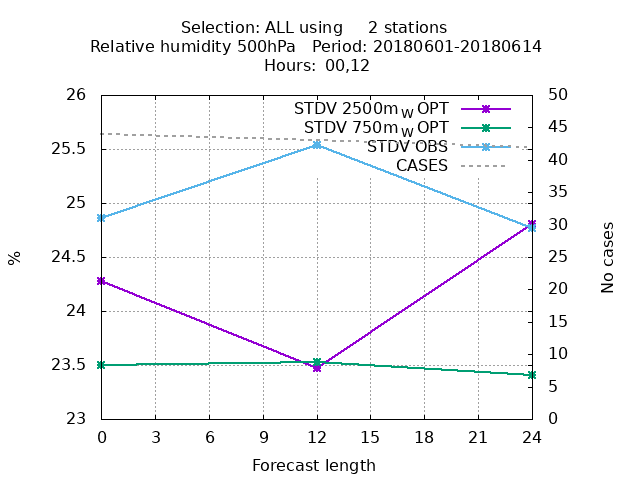 Selection: ALL using     2 stations
Relative humidity 500hPa   Period: 20180601-20180614
Hours: 00,12
STDV 2500m_W OPT
STDV 750m_W OPT
STDV OBS
CASES
26
25.5
25
24.5
24
23.5
23
50
45
40
35
30
25
20
15
10
5
0
%
No cases
0 3 6 9 12 15 18 21 24
Forecast length